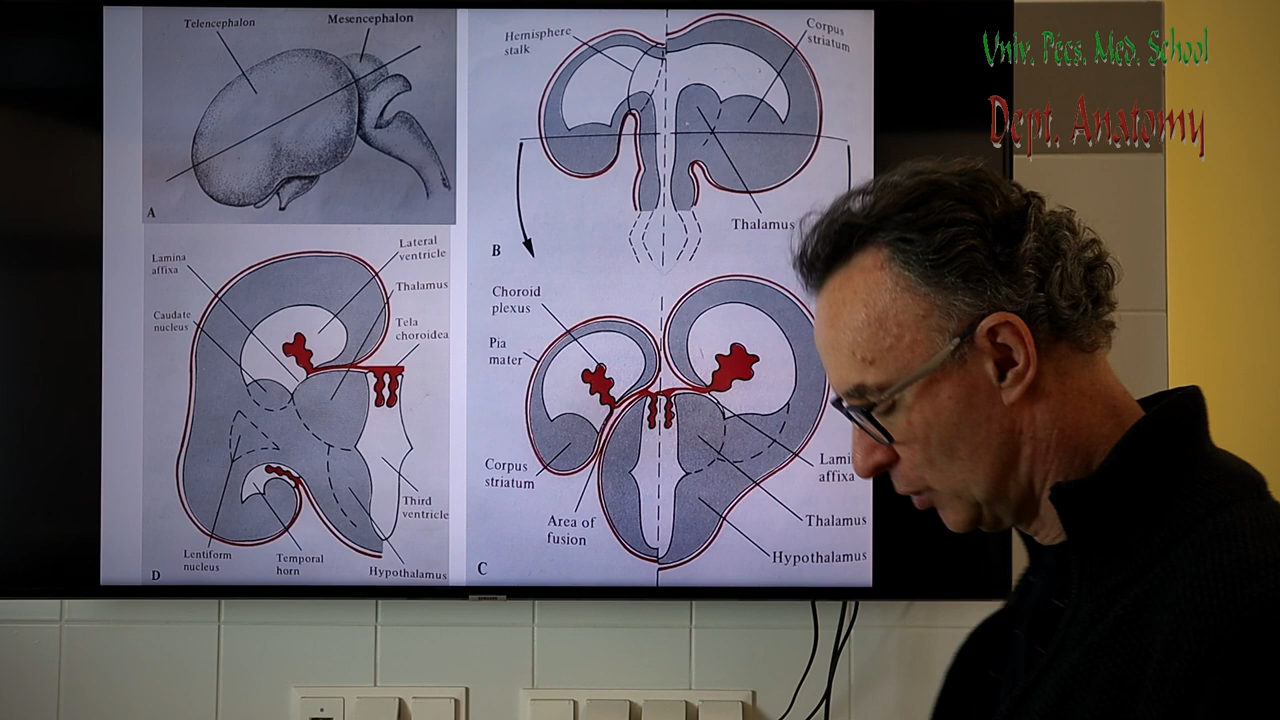 Telencephalon
Mesencephalon
A
Hemisphere
stalk
Corpus
striatum
Thalamus
B
Lamina
affixa
Lateral
ventricle
Thalamus
Caudate
nucleus
Tela
choroidea
Third
ventricle
Lentiform
nucleus
Temporal
horn
Hypothalamus
D
Choroid
plexus
Pia
mater
Corpus
striatum
Area of
fusion
Lami
affixa
Thalamus
Hypothalamus
C
Univ. Pécs. Med. School
Dept. Anatomy